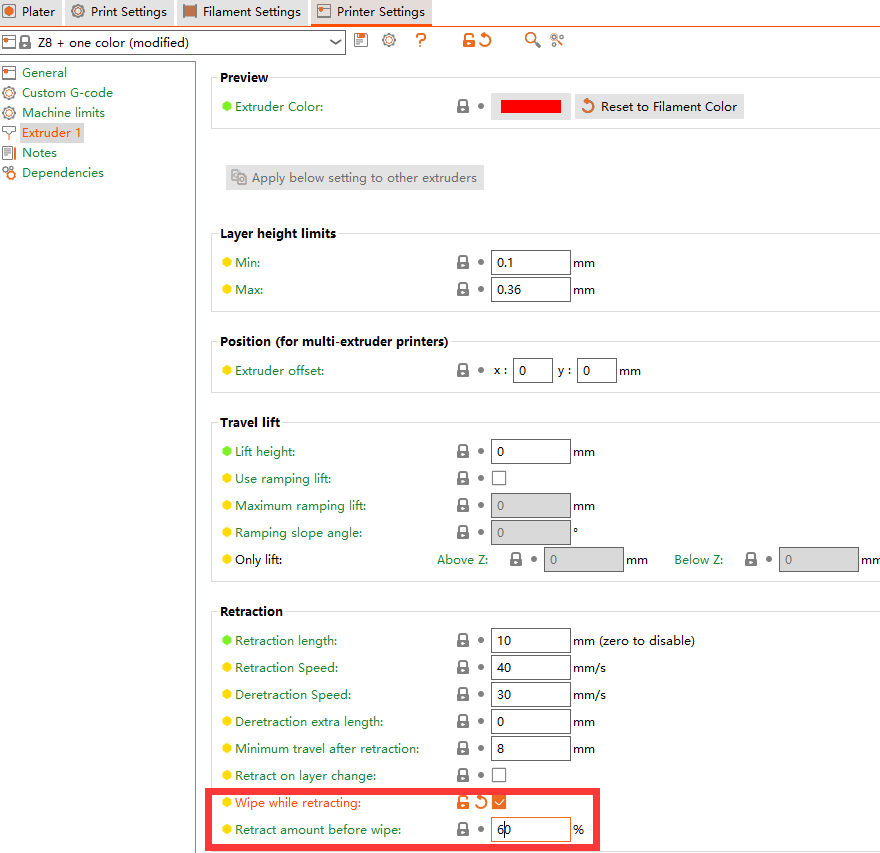 Plater Print Settings Filament Settings Printer Settings
Z8 + one color (modified) ?
General
Custom G-code
Machine limits
Extruder 1
Notes
Dependencies
Preview
Extruder Color: Reset to Filament Color
Apply below setting to other extruders
Layer height limits
Min: 0.1 mm
Max: 0.36 mm
Position (for multi-extruder printers)
Extruder offset: x : 0 y : 0 mm
Travel lift
Lift height: 0 mm
Use ramping lift:
Maximum ramping lift: 0 mm
Ramping slope angle: 0 °
Only lift: Above Z: 0 mm Below Z: 0 mm
Retraction
Retraction length: 10 mm (zero to disable)
Retraction Speed: 40 mm/s
Deretraction Speed: 30 mm/s
Deretraction extra length: 0 mm
Minimum travel after retraction: 8 mm
Retract on layer change:
Wipe while retracting:
Retract amount before wipe: 60 %